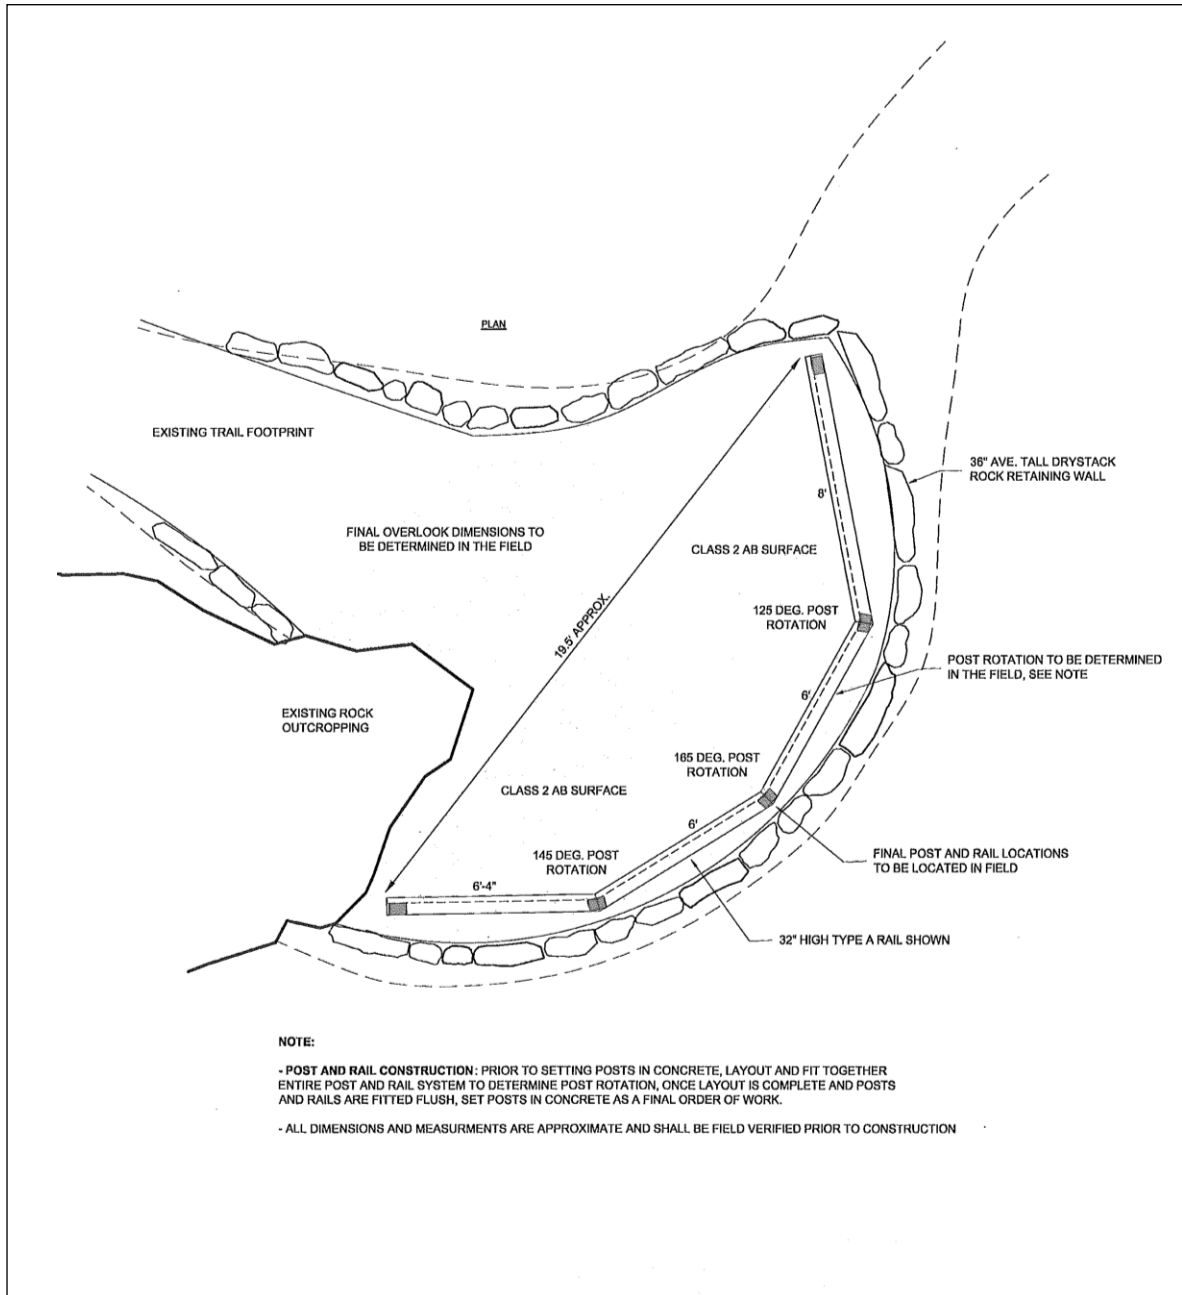 PLAN
EXISTING TRAIL FOOTPRINT
36" AVE. TALL DRYSTACK
ROCK RETAINING WALL
8'
FINAL OVERLOOK DIMENSIONS TO
BE DETERMINED IN THE FIELD
CLASS 2 AB SURFACE
19.5' APPROX.
125 DEG. POST
ROTATION
POST ROTATION TO BE DETERMINED
IN THE FIELD, SEE NOTE
6'
EXISTING ROCK
OUTCROPPING
165 DEG. POST
ROTATION
CLASS 2 AB SURFACE
6'
145 DEG. POST
ROTATION
FINAL POST AND RAIL LOCATIONS
TO BE LOCATED IN FIELD
6'-4"
32" HIGH TYPE A RAIL SHOWN
NOTE:
- POST AND RAIL CONSTRUCTION: PRIOR TO SETTING POSTS IN CONCRETE, LAYOUT AND FIT TOGETHER
ENTIRE POST AND RAIL SYSTEM TO DETERMINE POST ROTATION, ONCE LAYOUT IS COMPLETE AND POSTS
AND RAILS ARE FITTED FLUSH, SET POSTS IN CONCRETE AS A FINAL ORDER OF WORK.
- ALL DIMENSIONS AND MEASURMENTS ARE APPROXIMATE AND SHALL BE FIELD VERIFIED PRIOR TO CONSTRUCTION